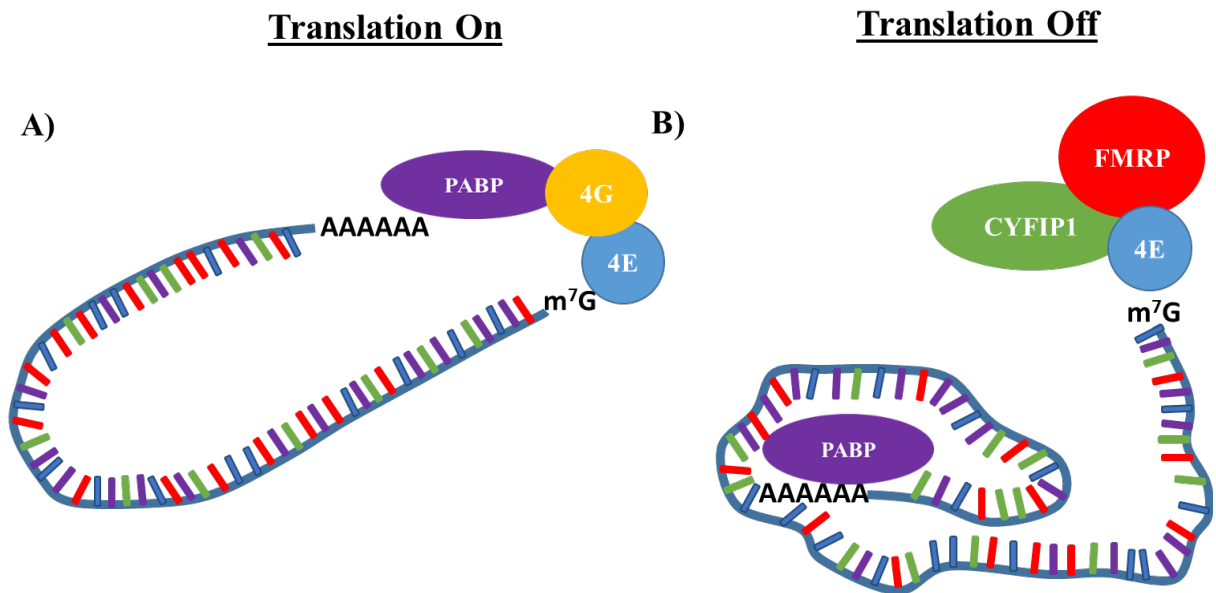 Translation On
Translation Off
A)
PABP
4G
AAAAAA
4E
m⁷G
B)
FMRP
CYFIP1
4E
m⁷G
PABP
AAAAAA